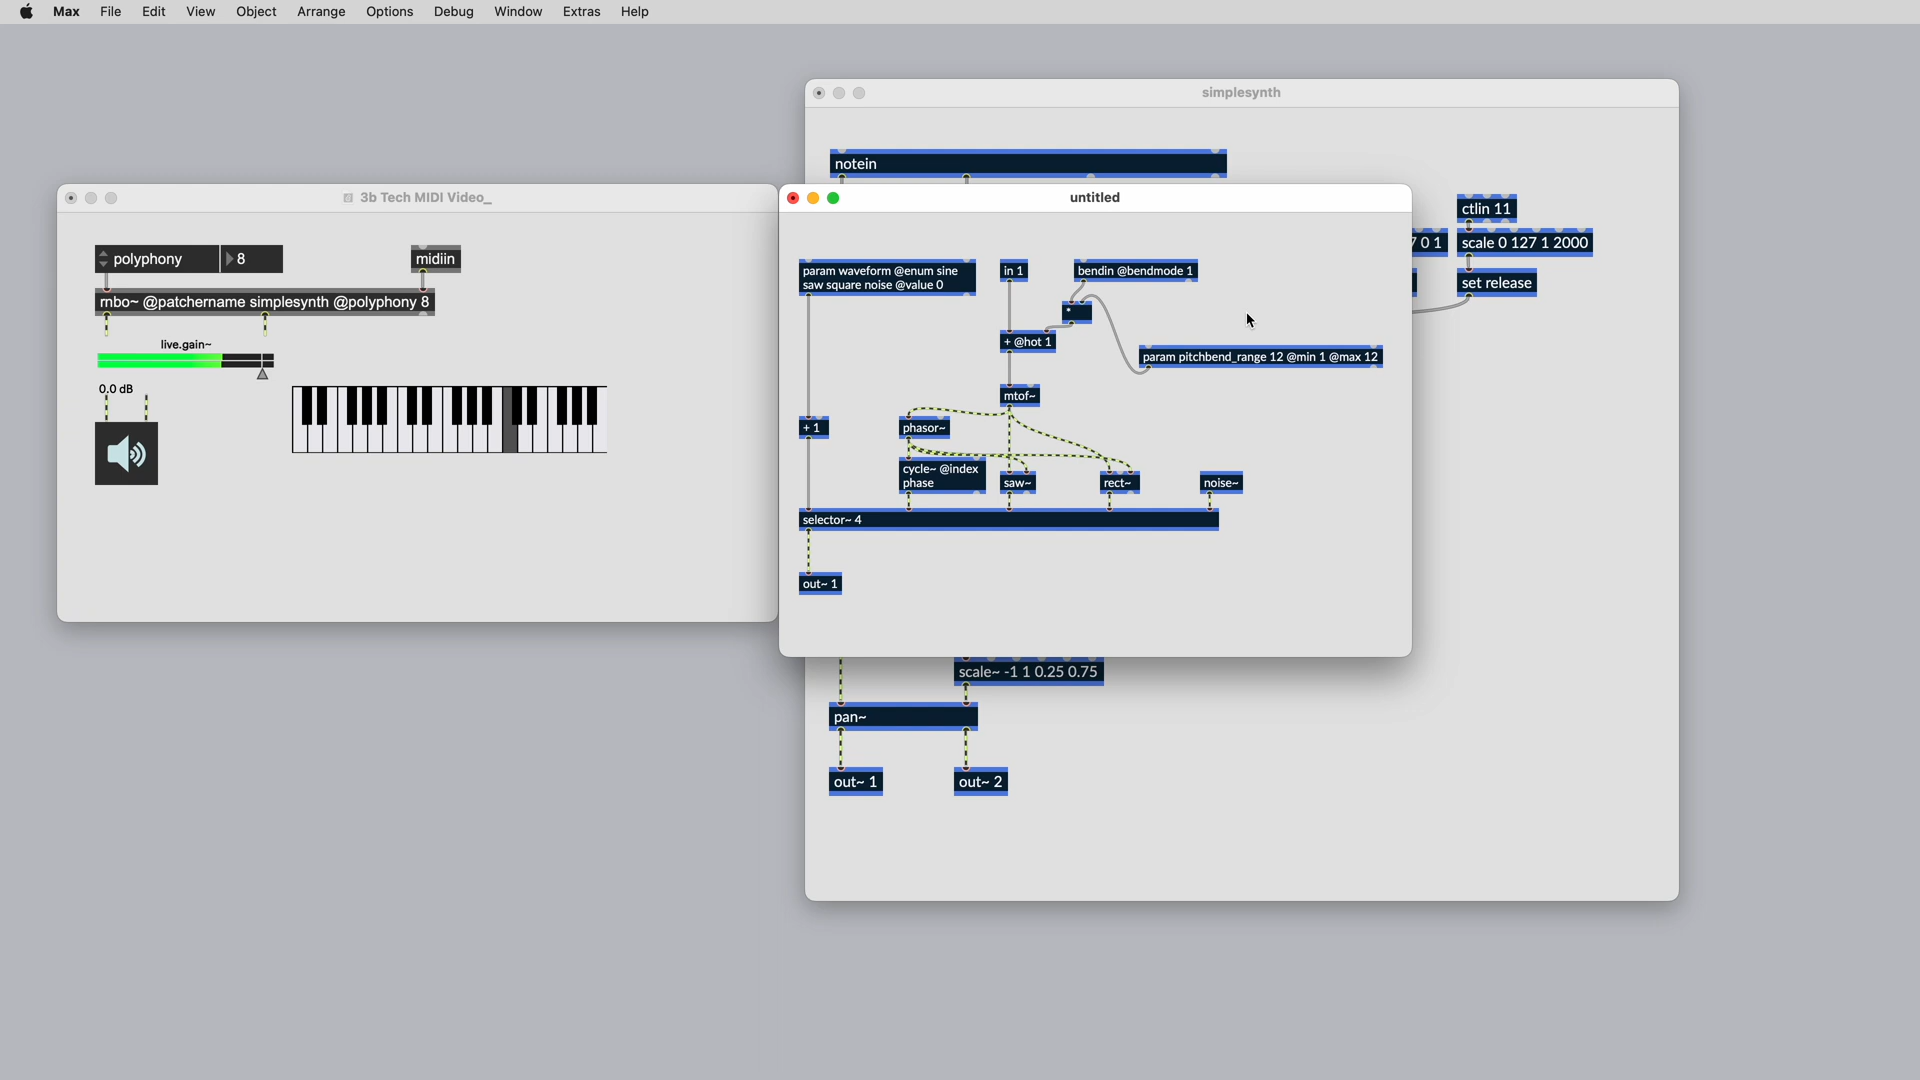 Max File Edit View Object Arrange Options Debug Window Extras Help
simplesynth
notein
ctlin 11
7 0 1
scale 0 127 1 2000
set release
3b Tech MIDI Video_
polyphony
8
midiin
rnbo~ @patchername simplesynth @polyphony 8
live.gain~
0.0 dB
untitled
param waveform @enum sine
saw square noise @value 0
in 1
bendin @bendmode 1
*
+ @hot 1
param pitchbend_range 12 @min 1 @max 12
mtof~
+ 1
phasor~
cycle~ @index
phase
saw~
rect~
noise~
selector~ 4
out~ 1
scale~ -1 1 0.25 0.75
pan~
out~ 1
out~ 2